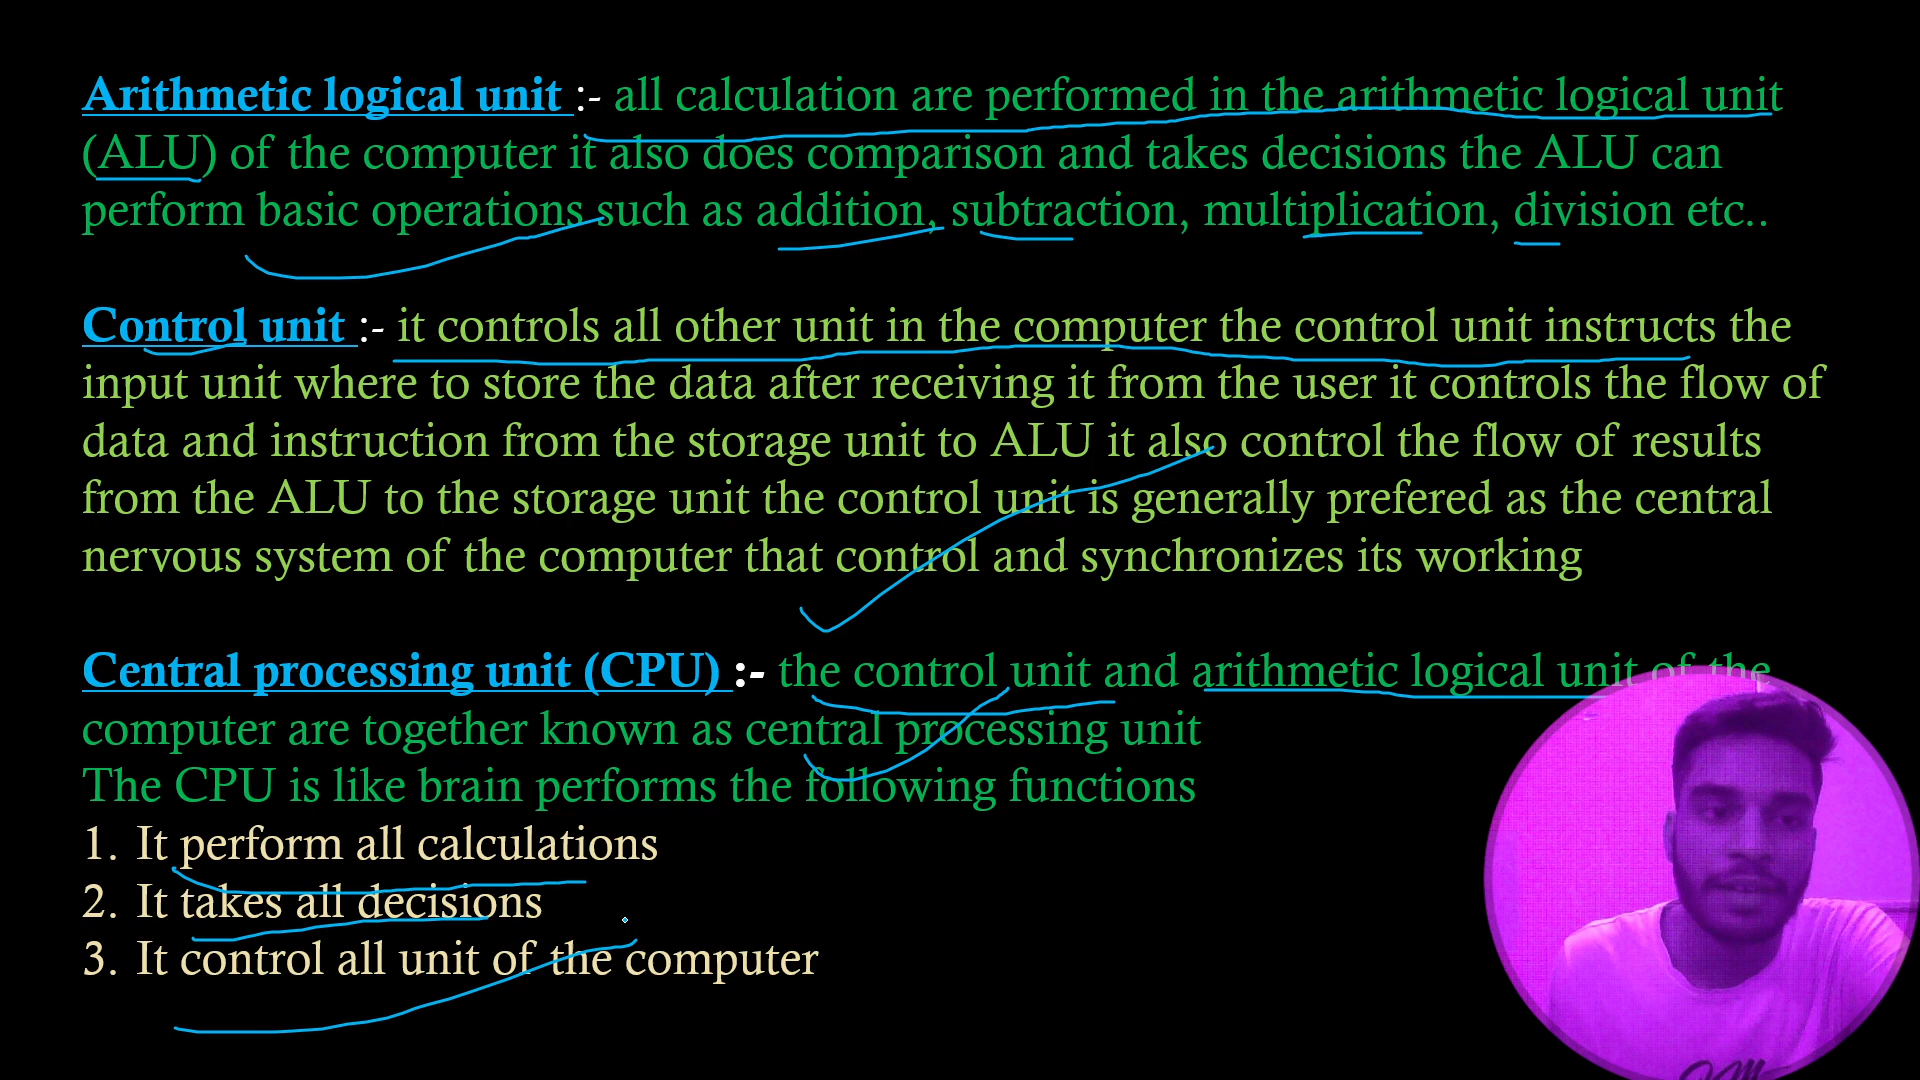 Arithmetic logical unit :- all calculation are performed in the arithmetic logical unit
(ALU) of the computer it also does comparison and takes decisions the ALU can
perform basic operations such as addition, subtraction, multiplication, division etc..
Control unit :- it controls all other unit in the computer the control unit instructs the
input unit where to store the data after receiving it from the user it controls the flow of
data and instruction from the storage unit to ALU it also control the flow of results
from the ALU to the storage unit the control unit is generally prefered as the central
nervous system of the computer that control and synchronizes its working
Central processing unit (CPU) :- the control unit and arithmetic logical unit of the
computer are together known as central processing unit
The CPU is like brain performs the following functions
1. It perform all calculations
2. It takes all decisions
3. It control all unit of the computer